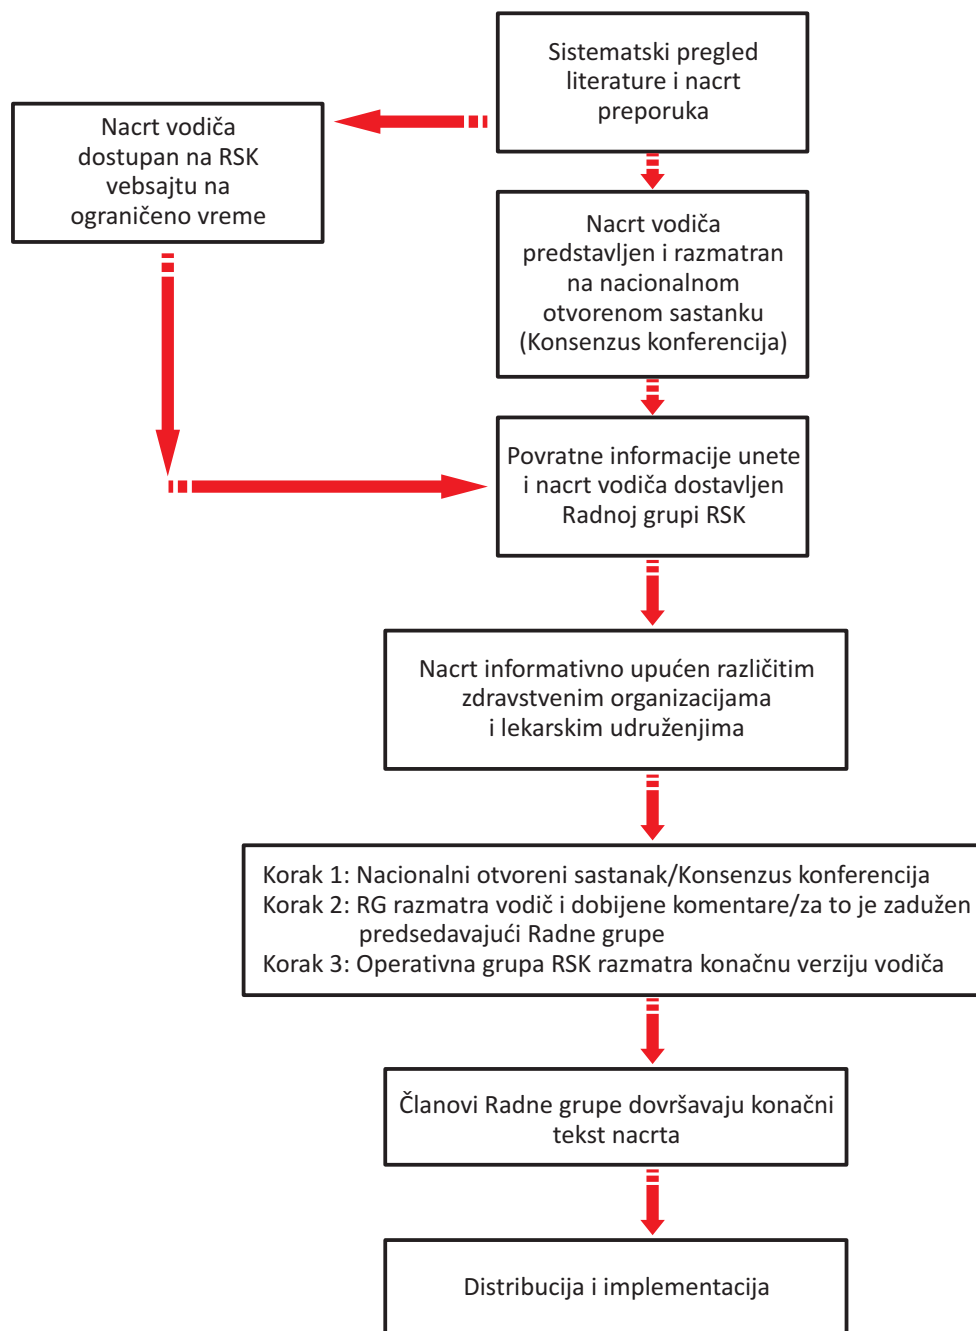 Sistematski pregled
literature i nacrt
preporuka
Nacrt vodiča
dostupan na RSK
vebsajtu na
ograničeno vreme
Nacrt vodiča
predstavljen i razmatran
na nacionalnom
otvorenom sastanku
(Konsenzus konferencija)
Povratne informacije unete
i nacrt vodiča dostavljen
Radnoj grupi RSK
Nacrt informativno upućen različitim
zdravstvenim organizacijama
i lekarskim udruženjima
Korak 1: Nacionalni otvoreni sastanak/Konsenzus konferencija
Korak 2: RG razmatra vodič i dobijene komentare/za to je zadužen
predsedavajući Radne grupe
Korak 3: Operativna grupa RSK razmatra konačnu verziju vodiča
Članovi Radne grupe dovršavaju konačni
tekst nacrta
Distribucija i implementacija